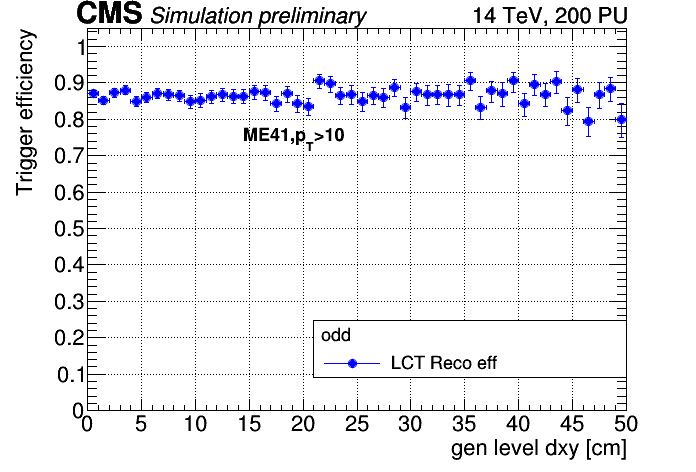 CMS Simulation preliminary 14 TeV, 200 PU
Trigger efficiency
1
0.9
0.8
ME41,pT>10
0.7
0.6
0.5
0.4
0.3
0.2
0.1
0
odd
LCT Reco eff
0 5 10 15 20 25 30 35 40 45 50
gen level dxy [cm]